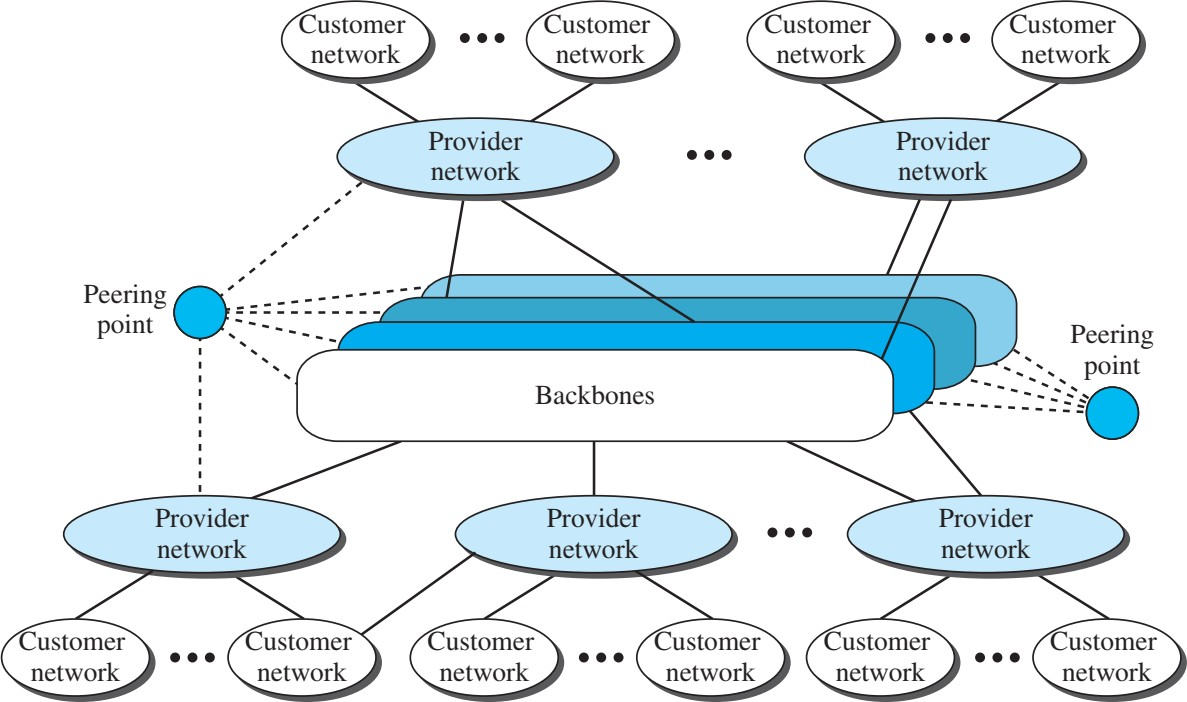 Customer
network
Customer
network
Customer
network
Customer
network
Provider
network
Provider
network
Peering
point
Peering
point
Backbones
Provider
network
Provider
network
Provider
network
Customer
network
Customer
network
Customer
network
Customer
network
Customer
network
Customer
network